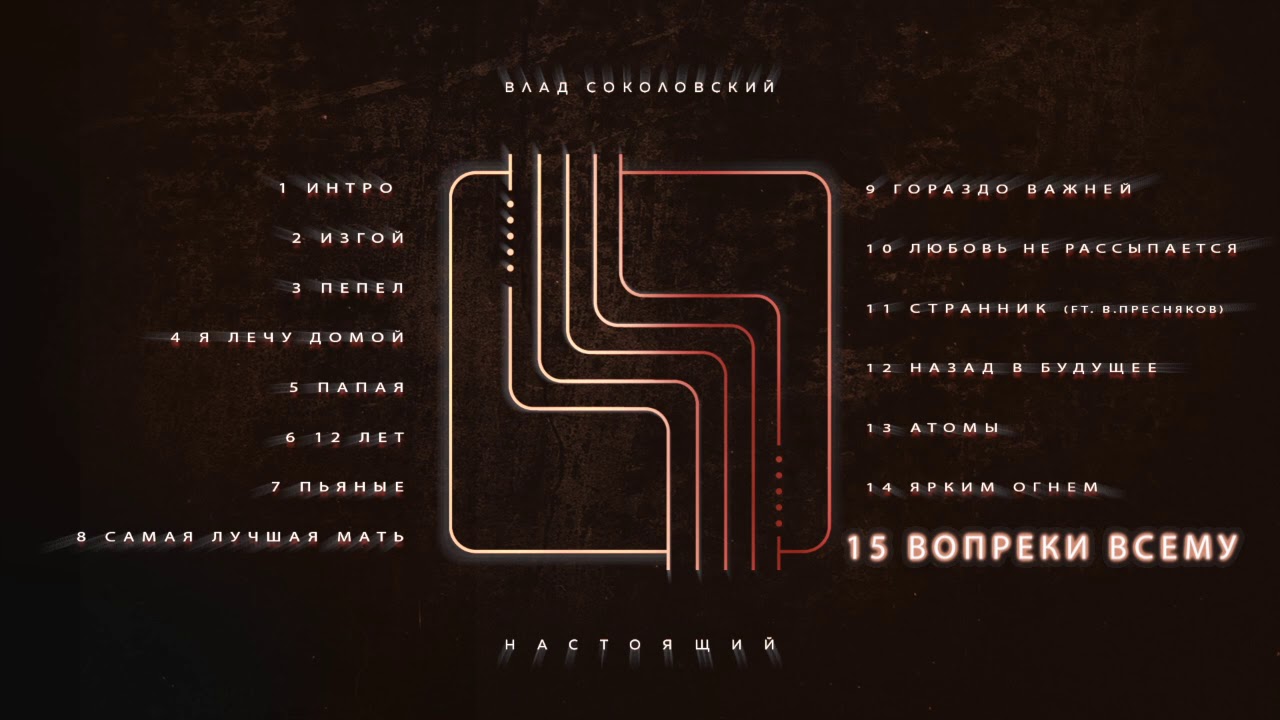 ВЛАД СОКОЛОВСКИЙ
1 ИНТРО
2 ИЗГОЙ
3 ПЕПЕЛ
4 Я ЛЕЧУ ДОМОЙ
5 ПАПАЯ
6 12 ЛЕТ
7 ПЬЯНЫЕ
8 САМАЯ ЛУЧШАЯ МАТЬ
9 ГОРАЗДО ВАЖНЕЙ
10 ЛЮБОВЬ НЕ РАССЫПАЕТСЯ
11 СТРАННИК (FT. В.ПРЕСНЯКОВ)
12 НАЗАД В БУДУЩЕЕ
13 АТОМЫ
14 ЯРКИМ ОГНЕМ
15 ВОПРЕКИ ВСЕМУ
НАСТОЯЩИЙ